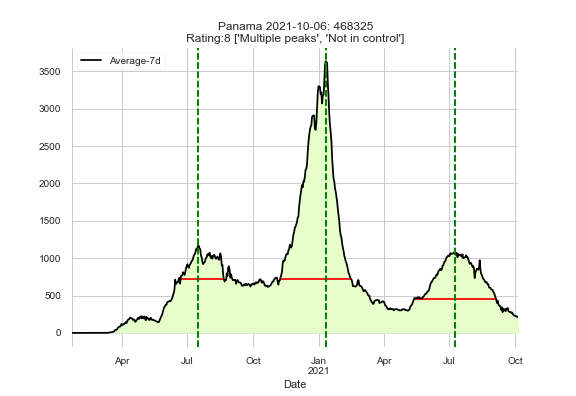 Panama 2021-10-06: 468325
Rating:8 ['Multiple peaks', 'Not in control']
Average-7d
3500
3000
2500
2000
1500
1000
500
0
Apr Jul Oct Jan Apr Jul Oct
2021
Date